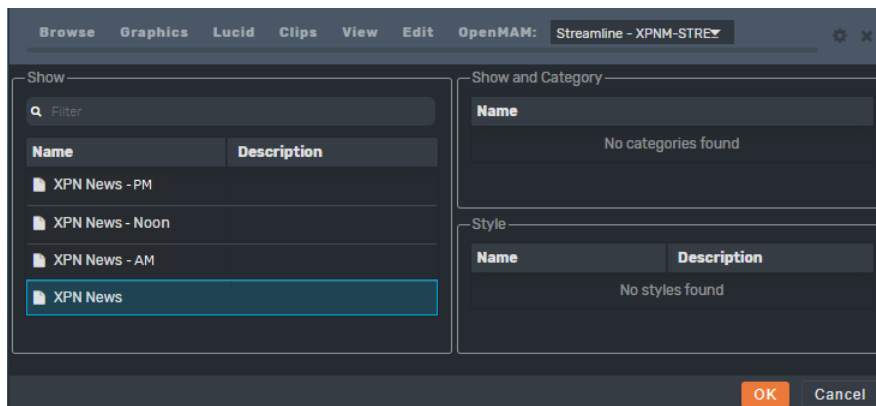 Browse Graphics Lucid Clips View Edit OpenMAM: Streamline - XPNM-STRE
Show
Filter
Name Description
XPN News - PM
XPN News - Noon
XPN News - AM
XPN News
Show and Category
Name
No categories found
Style
Name Description
No styles found
OK Cancel